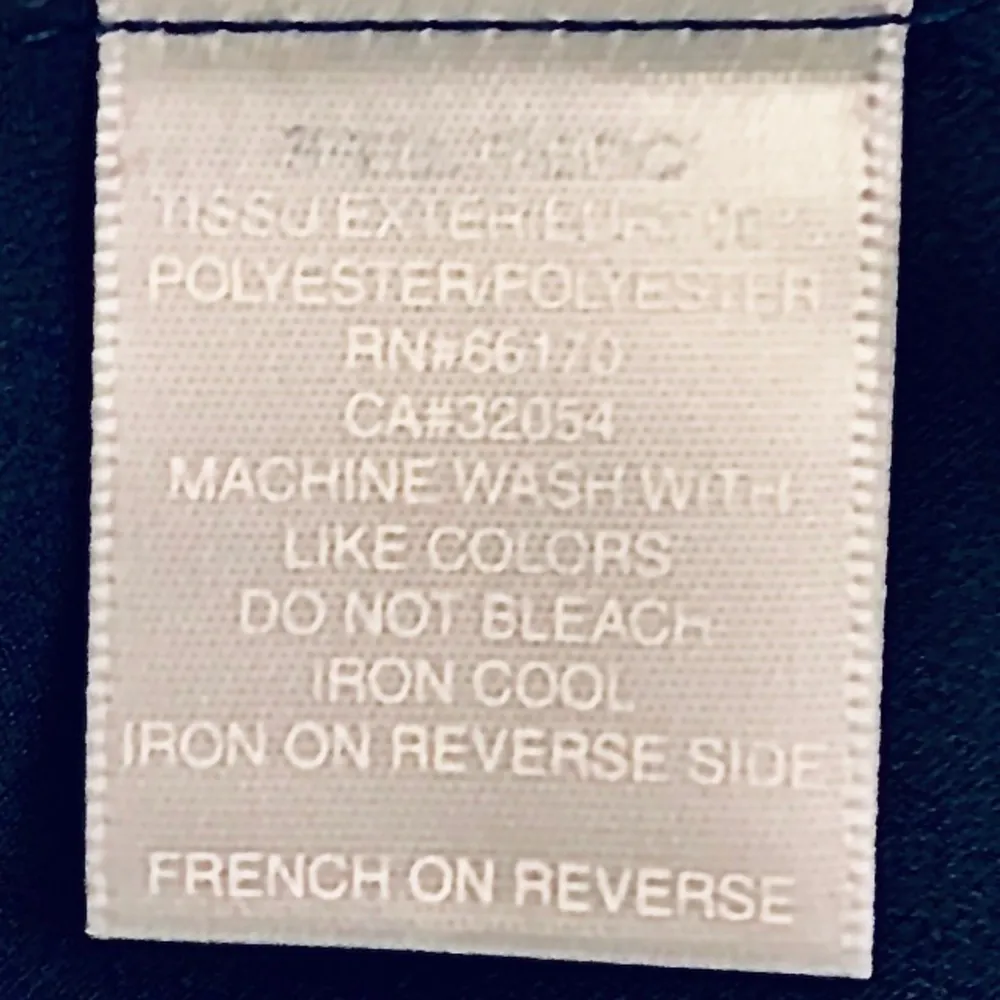 TISSU EXTERIEUR
POLYESTER/POLYESTER
RN#66170
CA#32054
MACHINE WASH WITH
LIKE COLORS
DO NOT BLEACH
IRON COOL
IRON ON REVERSE SIDE
FRENCH ON REVERSE